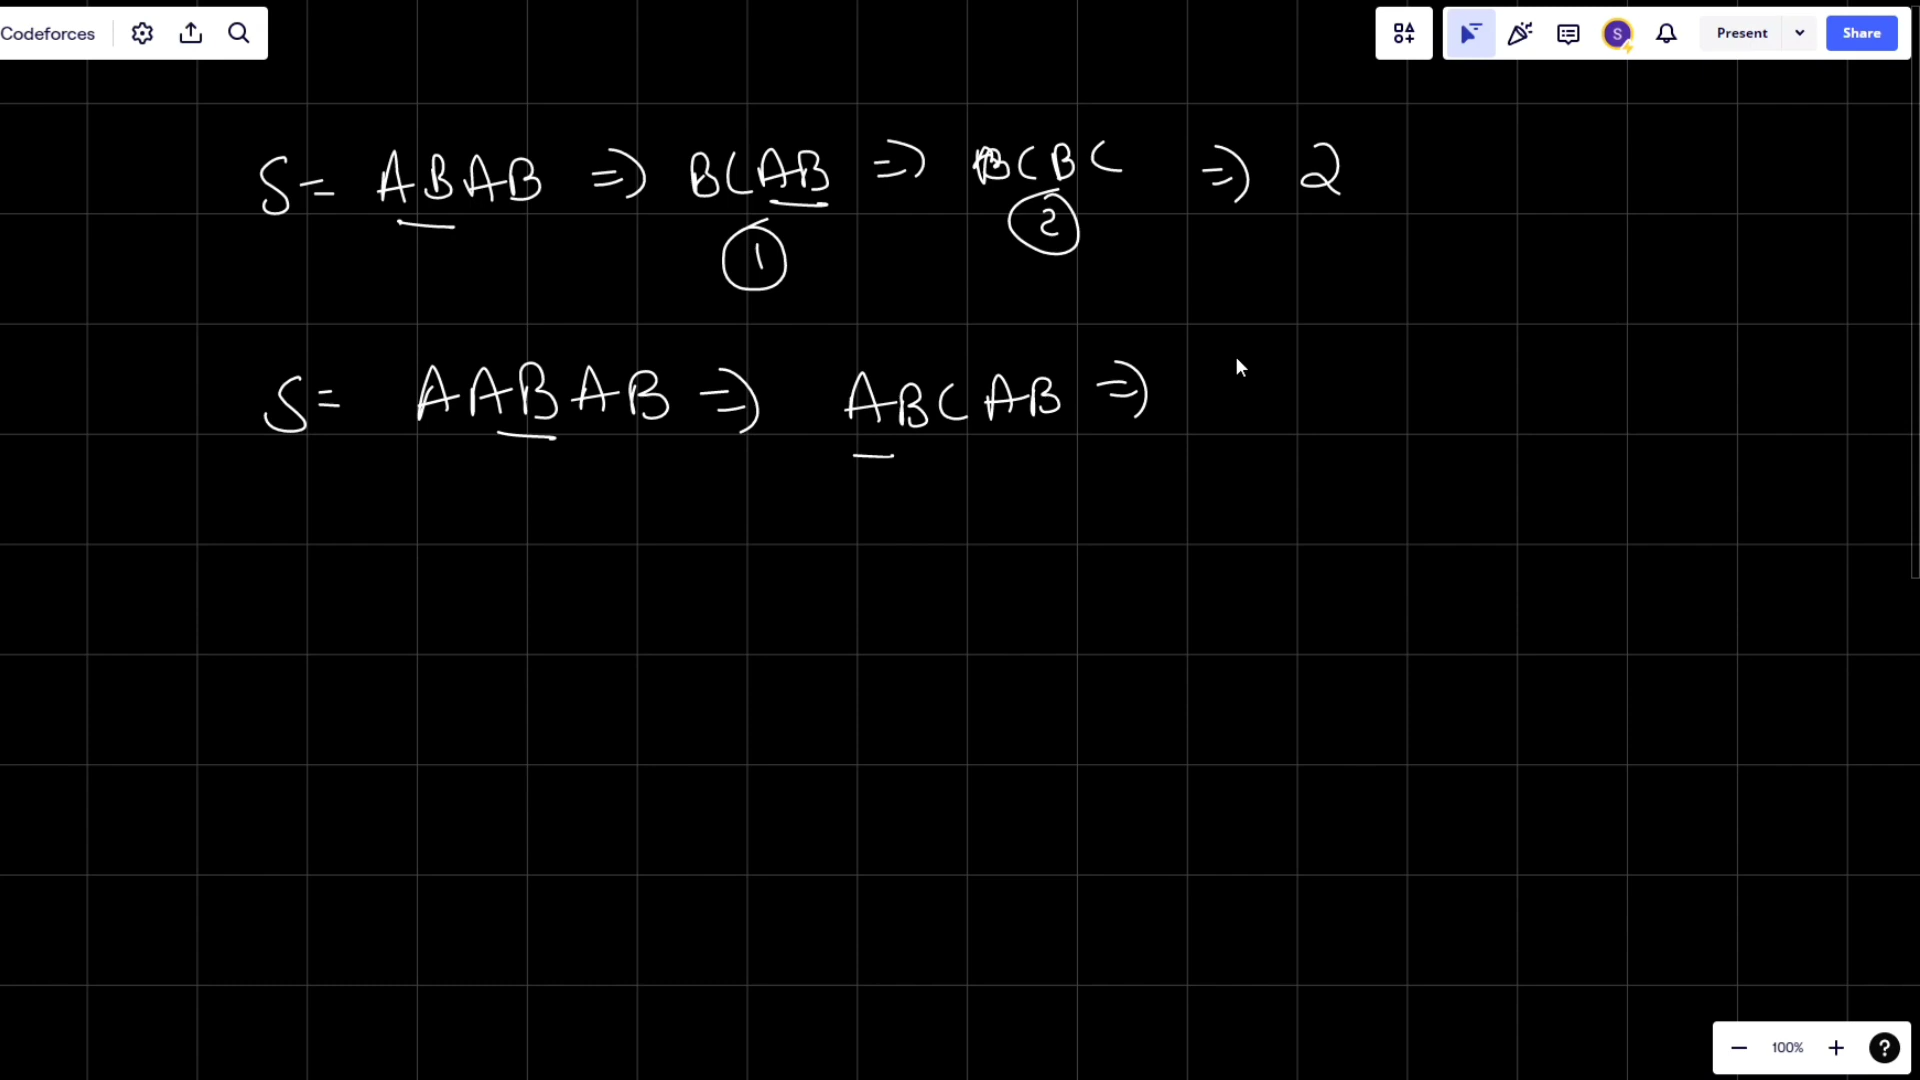 Codeforces
S
Present
Share
S= ABAB => BCAB => BCBC => 2
1
2
S= AABAB => ABCAB =>
100%
?